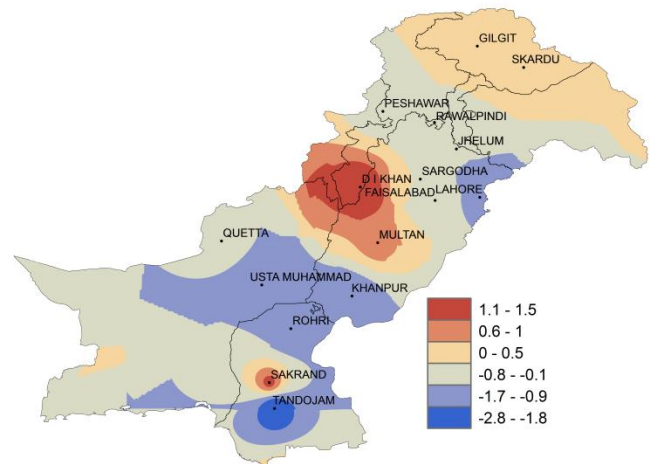 GILGIT
SKARDU
PESHAWAR
RAWALPINDI
JHELUM
SARGODHA
D I KHAN
FAISALABAD
LAHORE
QUETTA
MULTAN
USTA MUHAMMAD
KHANPUR
ROHRI
SAKRAND
TANDOJAM
1.1 - 1.5
0.6 - 1
0 - 0.5
-0.8 - -0.1
-1.7 - -0.9
-2.8 - -1.8